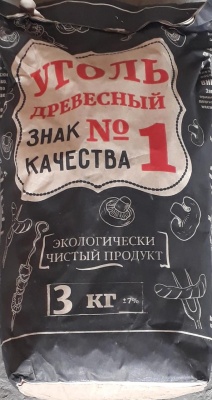 УГОЛЬ
ДРЕВЕСНЫЙ
ЗНАК № 1
КАЧЕСТВА
ЭКОЛОГИЧЕСКИ
ЧИСТЫЙ ПРОДУКТ
3 кг ±7%